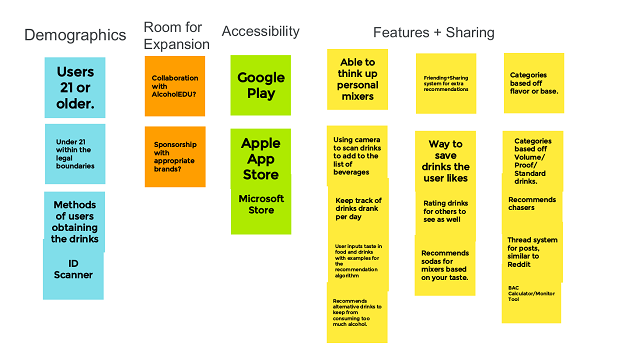 Demographics
Users
21 or
older.
Under 21
within the
legal
boundaries
Methods
of users
obtaining
the drinks
ID
Scanner
Room for
Expansion
Collaboration
with
AlcoholEDU?
Sponsorship
with
appropriate
brands?
Accessibility
Google
Play
Apple
App
Store
Microsoft
Store
Features + Sharing
Able to
think up
personal
mixers
Using camera
to scan drinks
to add to the
list of
beverages
Keep track of
drinks drank
per day
User inputs taste in
food and drinks
with examples for
the
recommendation
algorithm
Recommends
alternative drinks to
keep from
consuming too
much alcohol.
Friending+Sharing
system for extra
recommendations
Way to
save
drinks the
user likes
Rating drinks
for others to
see as well
Recommends
sodas for
mixers based
on your taste.
Categories
based off
flavor or base.
Categories
based off
Volume/
Proof/
Standard
drinks.
Recommends
chasers
Thread system
for posts,
similar to
Reddit
BAC
Calculator/Monitor
Tool